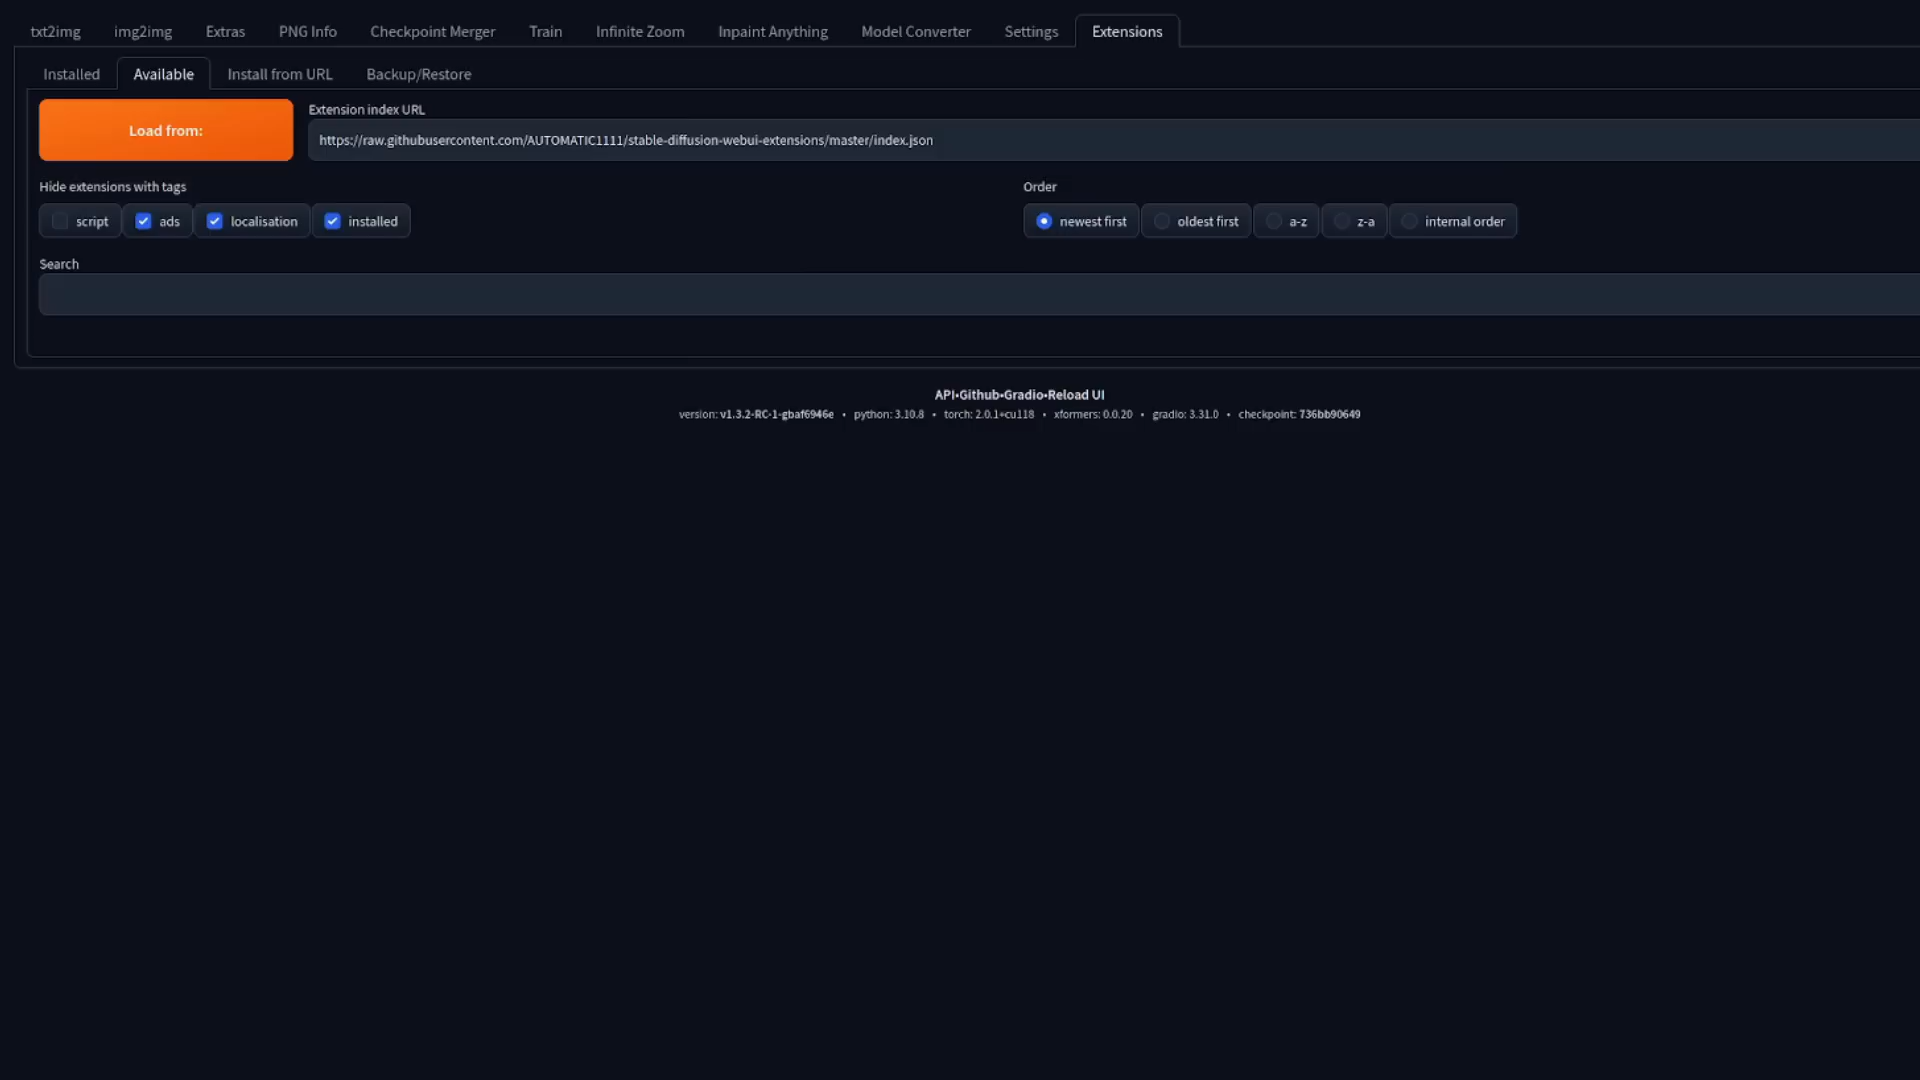 txt2img img2img Extras PNG Info Checkpoint Merger Train Infinite Zoom Inpaint Anything Model Converter Settings Extensions
Installed Available Install from URL Backup/Restore
Load from:
Extension index URL
https://raw.githubusercontent.com/AUTOMATIC1111/stable-diffusion-webui-extensions/master/index.json
Hide extensions with tags
script ads localisation installed
Order
newest first oldest first a-z z-a internal order
Search
API•Github•Gradio•Reload UI
version: v1.3.2-RC-1-gbaf6946e • python: 3.10.8 • torch: 2.0.1+cu118 • xformers: 0.0.20 • gradio: 3.31.0 • checkpoint: 736bb90649